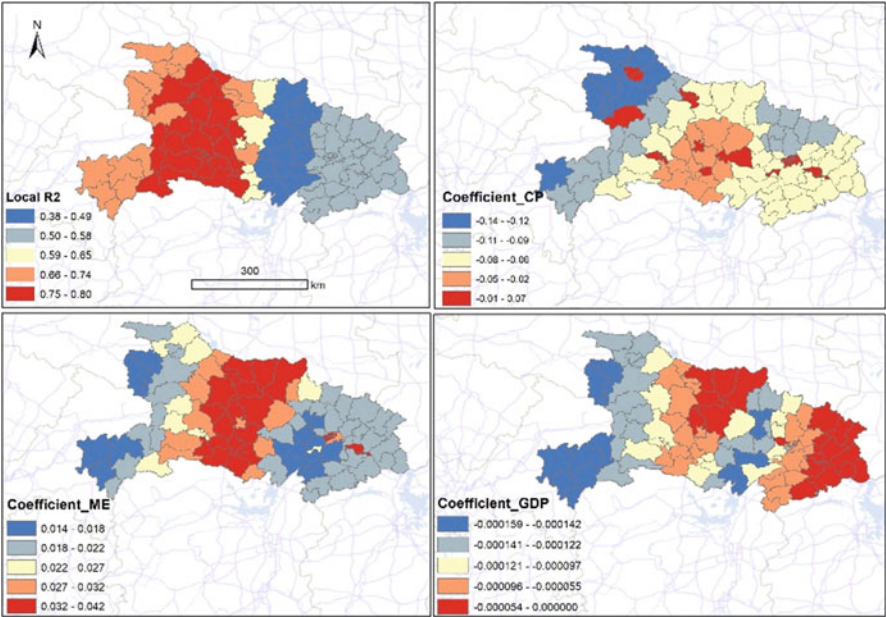 N
Local R2
0.38 - 0.49
0.50 - 0.58
0.59 - 0.65
0.66 - 0.74
0.75 - 0.80
300
km
Coefficient_CP
-0.14 - -0.12
-0.11 - -0.09
-0.08 - -0.06
-0.05 - -0.02
-0.01 - 0.07
Coefficient_ME
0.014 - 0.018
0.018 - 0.022
0.022 - 0.027
0.027 - 0.032
0.032 - 0.042
Coefficient_GDP
-0.000159 - -0.000142
-0.000141 - -0.000122
-0.000121 - -0.000097
-0.000096 - -0.000055
-0.000054 - 0.000000